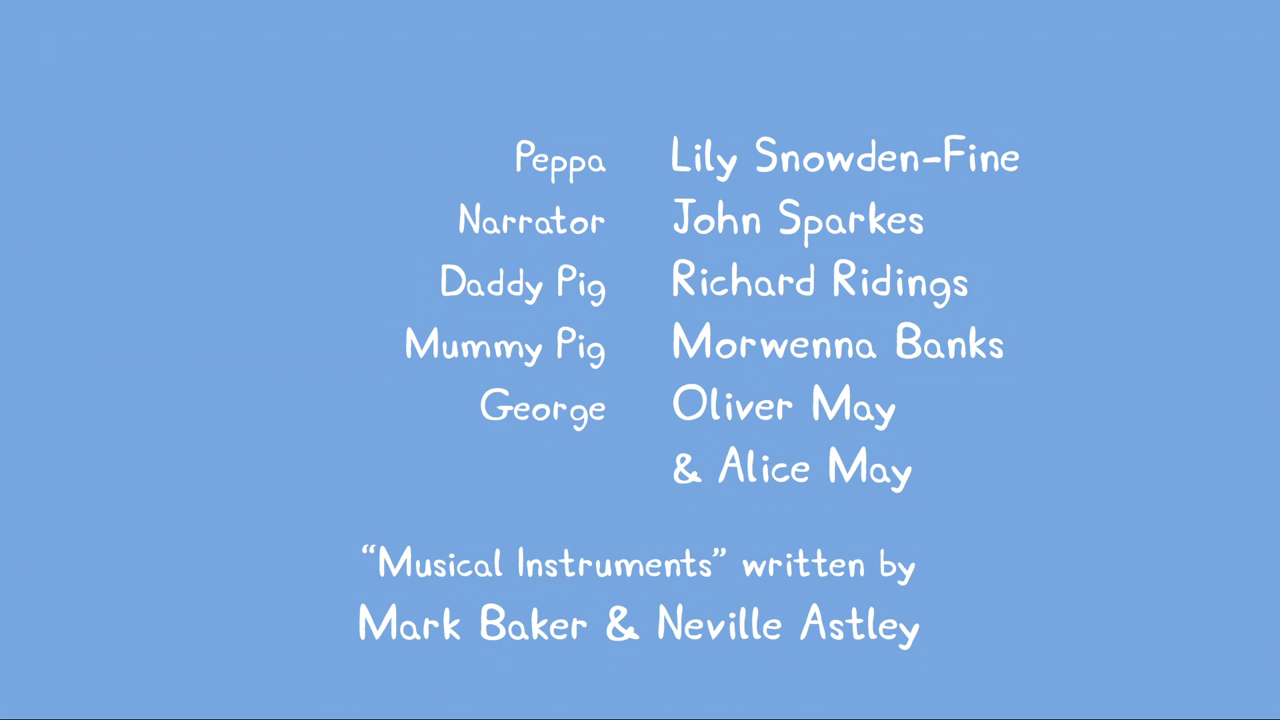 Peppa Lily Snowden-Fine
Narrator John Sparkes
Daddy Pig Richard Ridings
Mummy Pig Morwenna Banks
George Oliver May
& Alice May
“Musical Instruments” written by
Mark Baker & Neville Astley